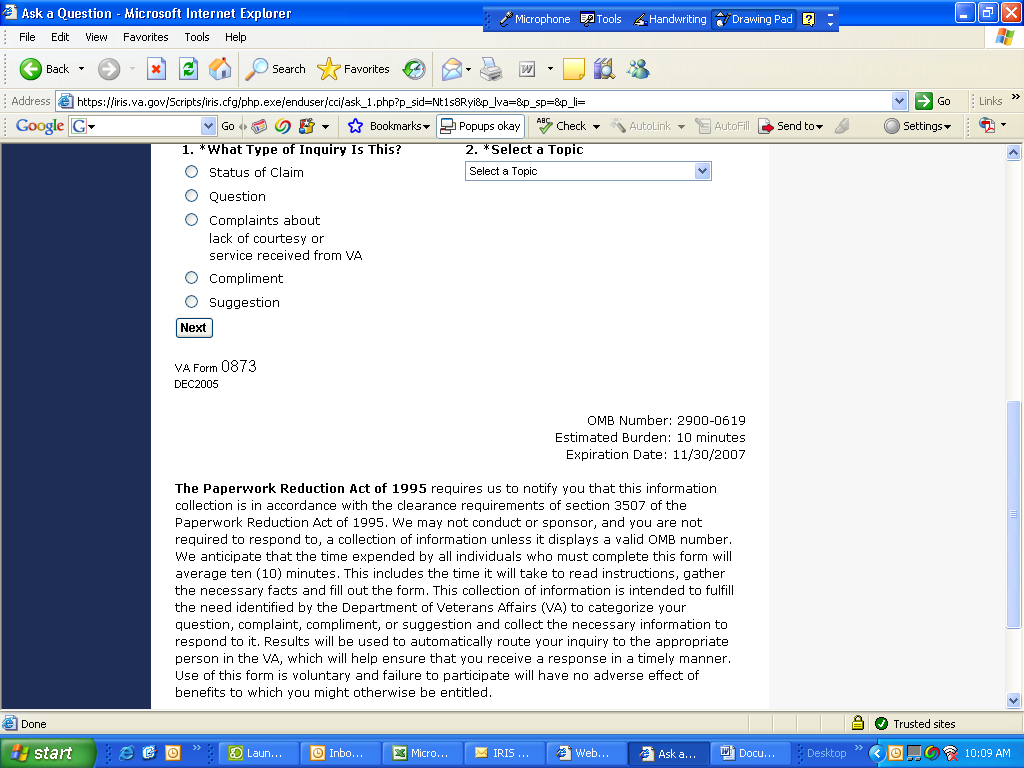 Ask a Question - Microsoft Internet Explorer
Microphone Tools Handwriting Drawing Pad ?
File Edit View Favorites Tools Help
Back Search Favorites W
Address https://iris.va.gov/Scripts/iris.cfg/php.exe/enduser/cci/ask_1.php?p_sid=Nt1s8Ryi&p_lva=&p_sp=&p_li= Go Links »
Google G Go Bookmarks Popups okay ABC Check AutoLink AutoFill Send to Settings
1. *What Type of Inquiry Is This? 2. *Select a Topic
Status of Claim Select a Topic
Question
Complaints about
lack of courtesy or
service received from VA
Compliment
Suggestion
Next
VA Form 0873
DEC2005
OMB Number: 2900-0619
Estimated Burden: 10 minutes
Expiration Date: 11/30/2007
The Paperwork Reduction Act of 1995 requires us to notify you that this information
collection is in accordance with the clearance requirements of section 3507 of the
Paperwork Reduction Act of 1995. We may not conduct or sponsor, and you are not
required to respond to, a collection of information unless it displays a valid OMB number.
We anticipate that the time expended by all individuals who must complete this form will
average ten (10) minutes. This includes the time it will take to read instructions, gather
the necessary facts and fill out the form. This collection of information is intended to fulfill
the need identified by the Department of Veterans Affairs (VA) to categorize your
question, complaint, compliment, or suggestion and collect the necessary information to
respond to it. Results will be used to automatically route your inquiry to the appropriate
person in the VA, which will help ensure that you receive a response in a timely manner.
Use of this form is voluntary and failure to participate will have no adverse effect of
benefits to which you might otherwise be entitled.
Done Trusted sites
start » Laun... Inbo... Micro... IRIS ... Web... Ask a... Docu... Desktop » 10:09 AM